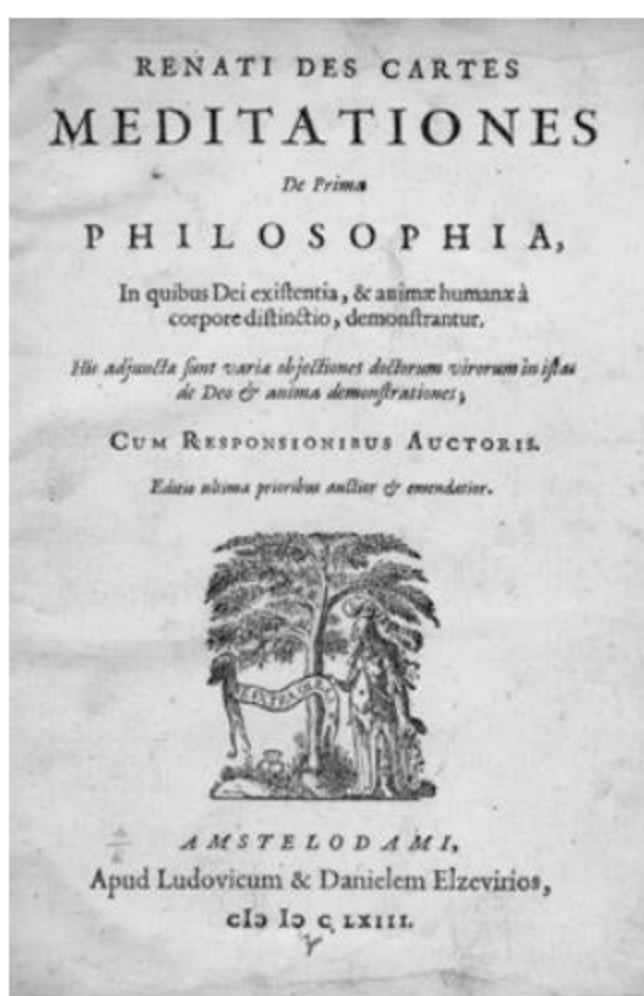 RENATI DES CARTES
MEDITATIONES
De Prima
PHILOSOPHIA,
In quibus Dei exiſtentia, & animæ humanæ à
corpore diſtinctio, demonſtrantur.
His adjunctæ ſunt variæ objectiones doctorum virorum in iſtas
de Deo & anima demonſtrationes;
CUM RESPONSIONIBUS AUCTORIS.
Editio ultima prioribus auctior & emendatior.
AMSTELODAMI,
Apud Ludovicum & Danielem Elzevirios,
cIɔ Iɔ c LXIII.